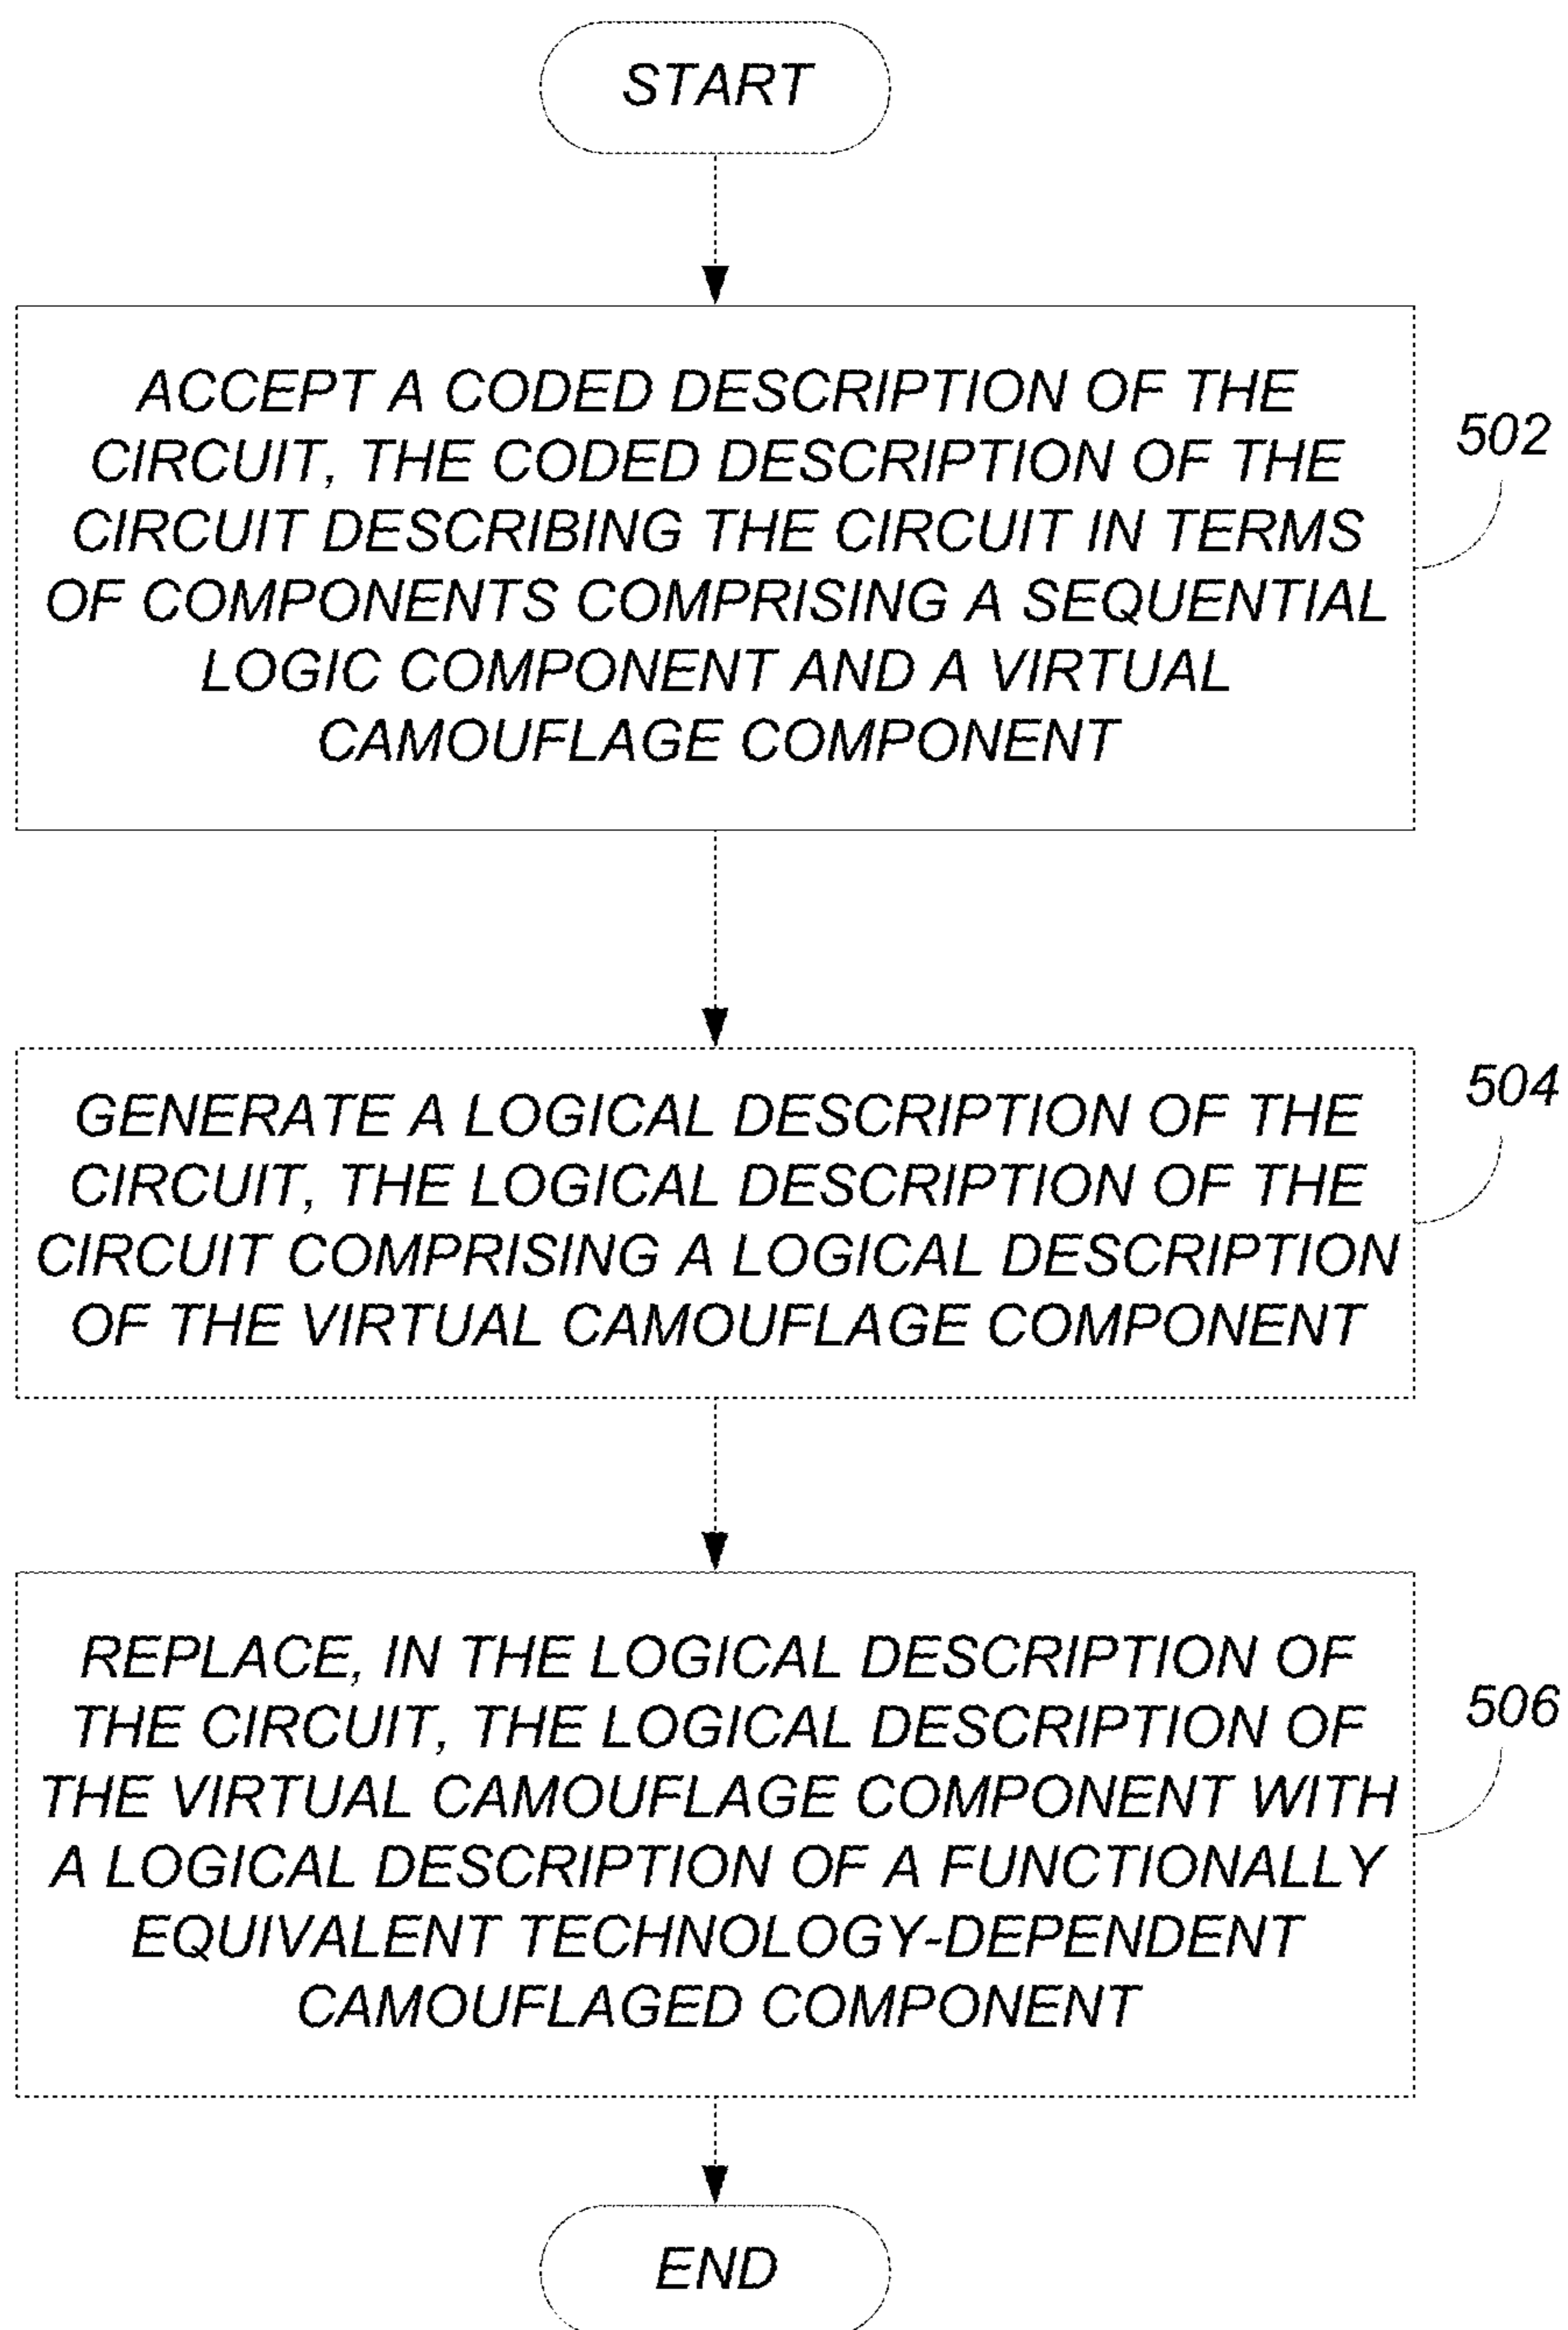 START
ACCEPT A CODED DESCRIPTION OF THE
CIRCUIT, THE CODED DESCRIPTION OF THE
CIRCUIT DESCRIBING THE CIRCUIT IN TERMS
OF COMPONENTS COMPRISING A SEQUENTIAL
LOGIC COMPONENT AND A VIRTUAL
CAMOUFLAGE COMPONENT
502
GENERATE A LOGICAL DESCRIPTION OF THE
CIRCUIT, THE LOGICAL DESCRIPTION OF THE
CIRCUIT COMPRISING A LOGICAL DESCRIPTION
OF THE VIRTUAL CAMOUFLAGE COMPONENT
504
REPLACE, IN THE LOGICAL DESCRIPTION OF
THE CIRCUIT, THE LOGICAL DESCRIPTION OF
THE VIRTUAL CAMOUFLAGE COMPONENT WITH
A LOGICAL DESCRIPTION OF A FUNCTIONALLY
EQUIVALENT TECHNOLOGY-DEPENDENT
CAMOUFLAGED COMPONENT
506
END